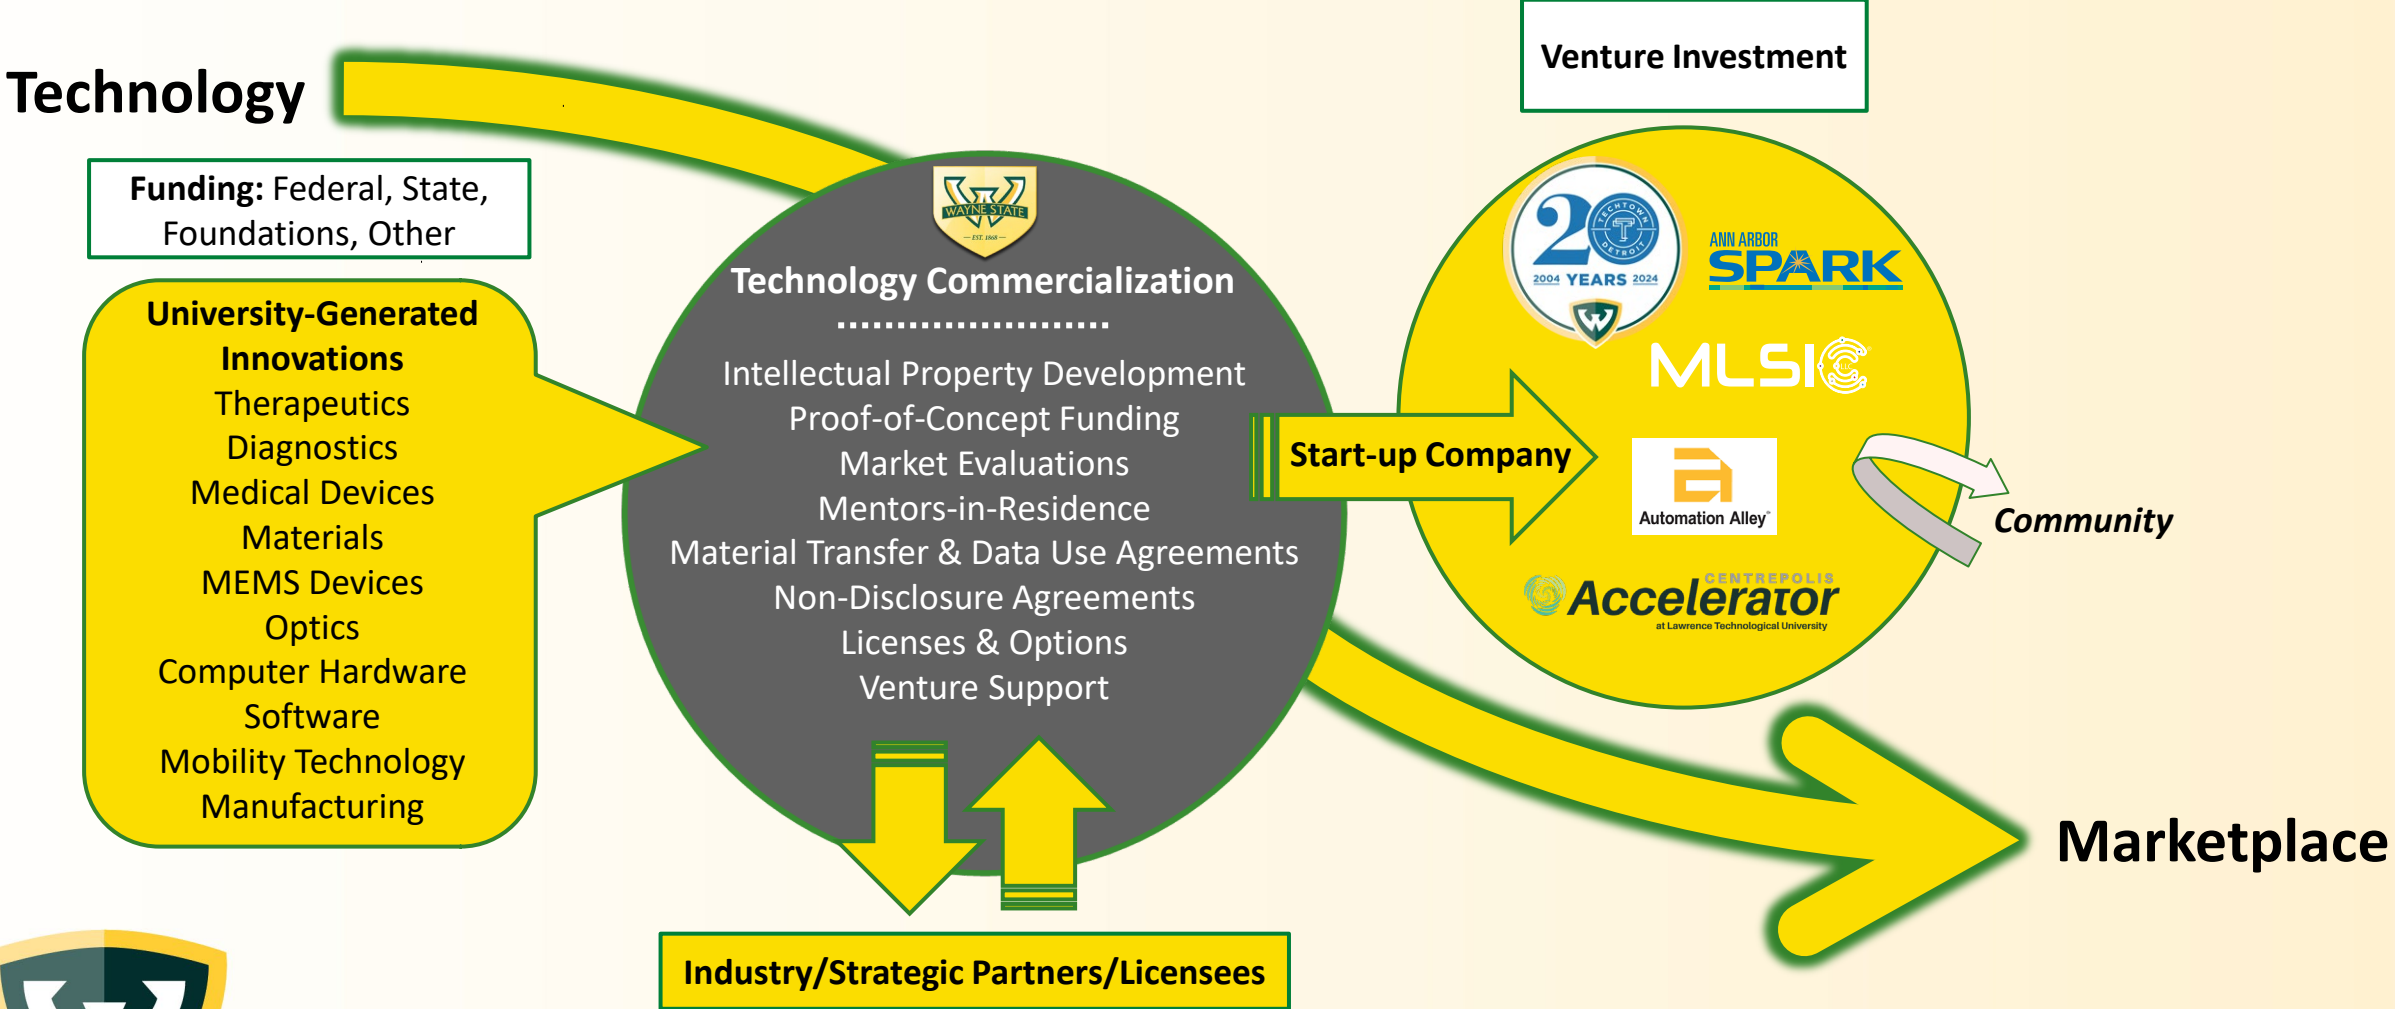 Technology
Funding: Federal, State,
Foundations, Other
University-Generated
Innovations
Therapeutics
Diagnostics
Medical Devices
Materials
MEMS Devices
Optics
Computer Hardware
Software
Mobility Technology
Manufacturing
WAYNE STATE
EST. 1868
Technology Commercialization
Intellectual Property Development
Proof-of-Concept Funding
Market Evaluations
Mentors-in-Residence
Material Transfer & Data Use Agreements
Non-Disclosure Agreements
Licenses & Options
Venture Support
Industry/Strategic Partners/Licensees
Start-up Company
Venture Investment
20
TECHTOWN
T
DETROIT
2004 YEARS 2024
W
ANN ARBOR
SPARK
MLSIC
LLC
Automation Alley
CENTREPOLIS
Accelerator
at Lawrence Technological University
Community
Marketplace
W